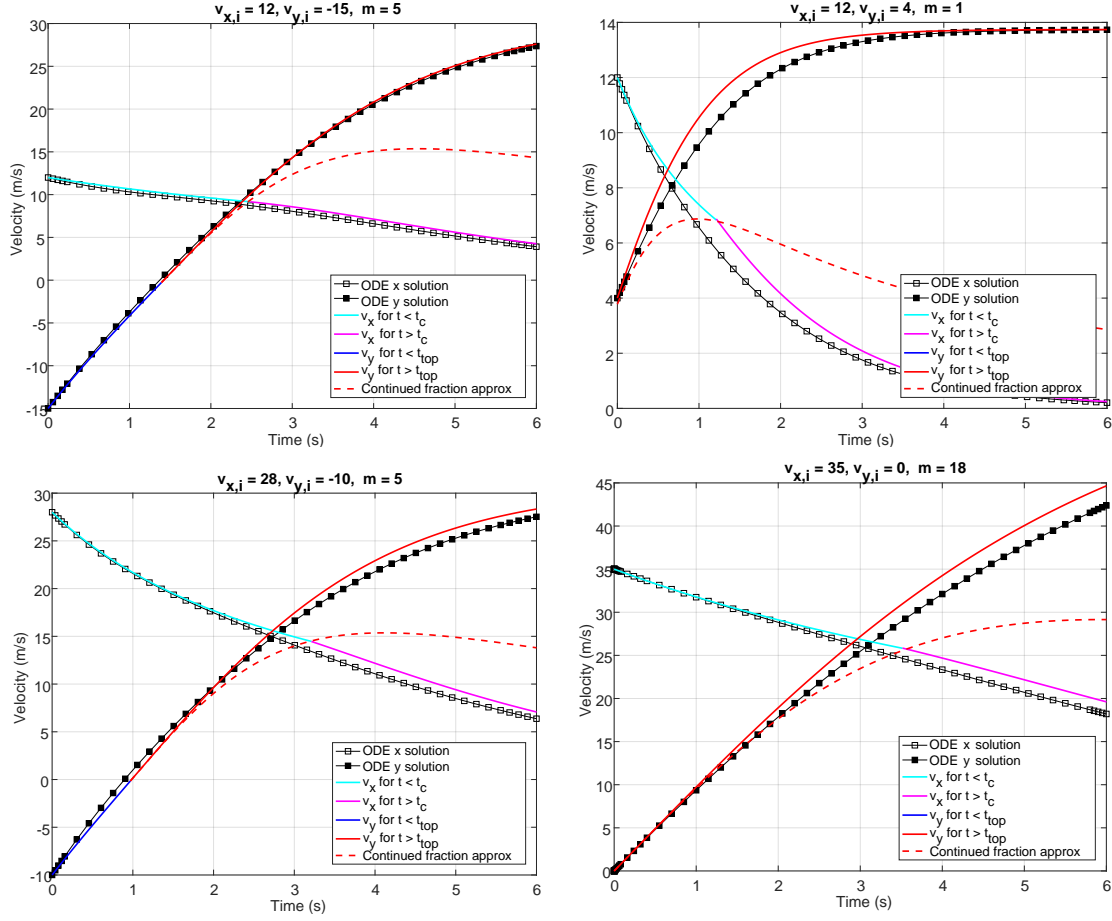 v_x,i = 12, v_y,i = -15, m = 5
Velocity (m/s)
30
25
20
15
10
5
0
-5
-10
-15
0 1 2 3 4 5 6
Time (s)
ODE x solution
ODE y solution
v_x for t < t_c
v_x for t > t_c
v_y for t < t_top
v_y for t > t_top
Continued fraction approx
v_x,i = 12, v_y,i = 4, m = 1
Velocity (m/s)
14
12
10
8
6
4
2
0
0 1 2 3 4 5 6
Time (s)
ODE x solution
ODE y solution
v_x for t < t_c
v_x for t > t_c
v_y for t < t_top
v_y for t > t_top
Continued fraction approx
v_x,i = 28, v_y,i = -10, m = 5
Velocity (m/s)
30
25
20
15
10
5
0
-5
-10
0 1 2 3 4 5 6
Time (s)
ODE x solution
ODE y solution
v_x for t < t_c
v_x for t > t_c
v_y for t < t_top
v_y for t > t_top
Continued fraction approx
v_x,i = 35, v_y,i = 0, m = 18
Velocity (m/s)
45
40
35
30
25
20
15
10
5
0
0 1 2 3 4 5 6
Time (s)
ODE x solution
ODE y solution
v_x for t < t_c
v_x for t > t_c
v_y for t < t_top
v_y for t > t_top
Continued fraction approx